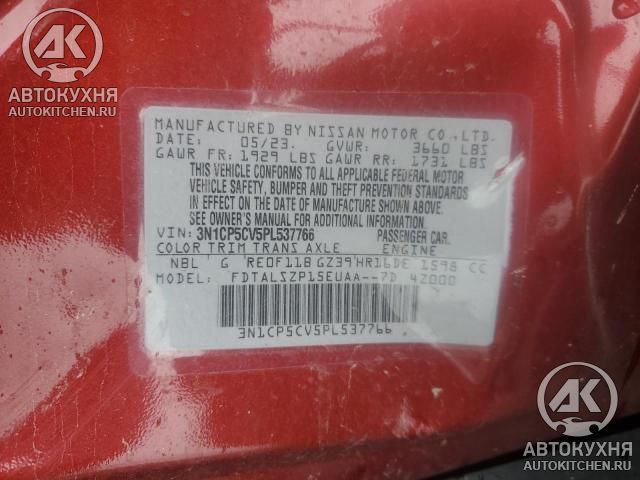 АК
АВТОКУХНЯ
AUTOKITCHEN.RU
MANUFACTURED BY NISSAN MOTOR CO.,LTD.
DATE: 05/23. GVWR: 3660 LBS
GAWR FR: 1929 LBS GAWR RR: 1731 LBS
THIS VEHICLE CONFORMS TO ALL APPLICABLE FEDERAL MOTOR
VEHICLE SAFETY, BUMPER AND THEFT PREVENTION STANDARDS
IN EFFECT ON THE DATE OF MANUFACTURE SHOWN ABOVE.
SEE OWNER'S MANUAL FOR ADDITIONAL INFORMATION
VIN: 3N1CP5CV5PL537766 PASSENGER CAR.
COLOR TRIM TRANS AXLE ENGINE
NBL G RE0F11B GZ39 HR16DE 1598 CC
MODEL: FDTALSZP15EUAA--7D 4Z000
3N1CP5CV5PL537766
АК
АВТОКУХНЯ
AUTOKITCHEN.RU